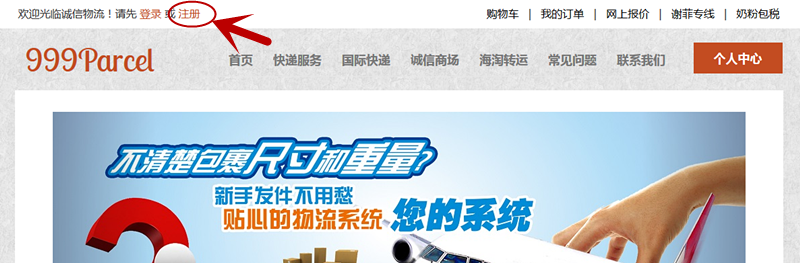 欢迎光临诚信物流！请先 登录 或 注册
购物车 | 我的订单 | 网上报价 | 谢菲专线 | 奶粉包税
999Parcel
首页 快递服务 国际快递 诚信商场 海淘转运 常见问题 联系我们 个人中心
不清楚包裹尺寸和重量?
新手发件不用愁
贴心的物流系统 您的系统